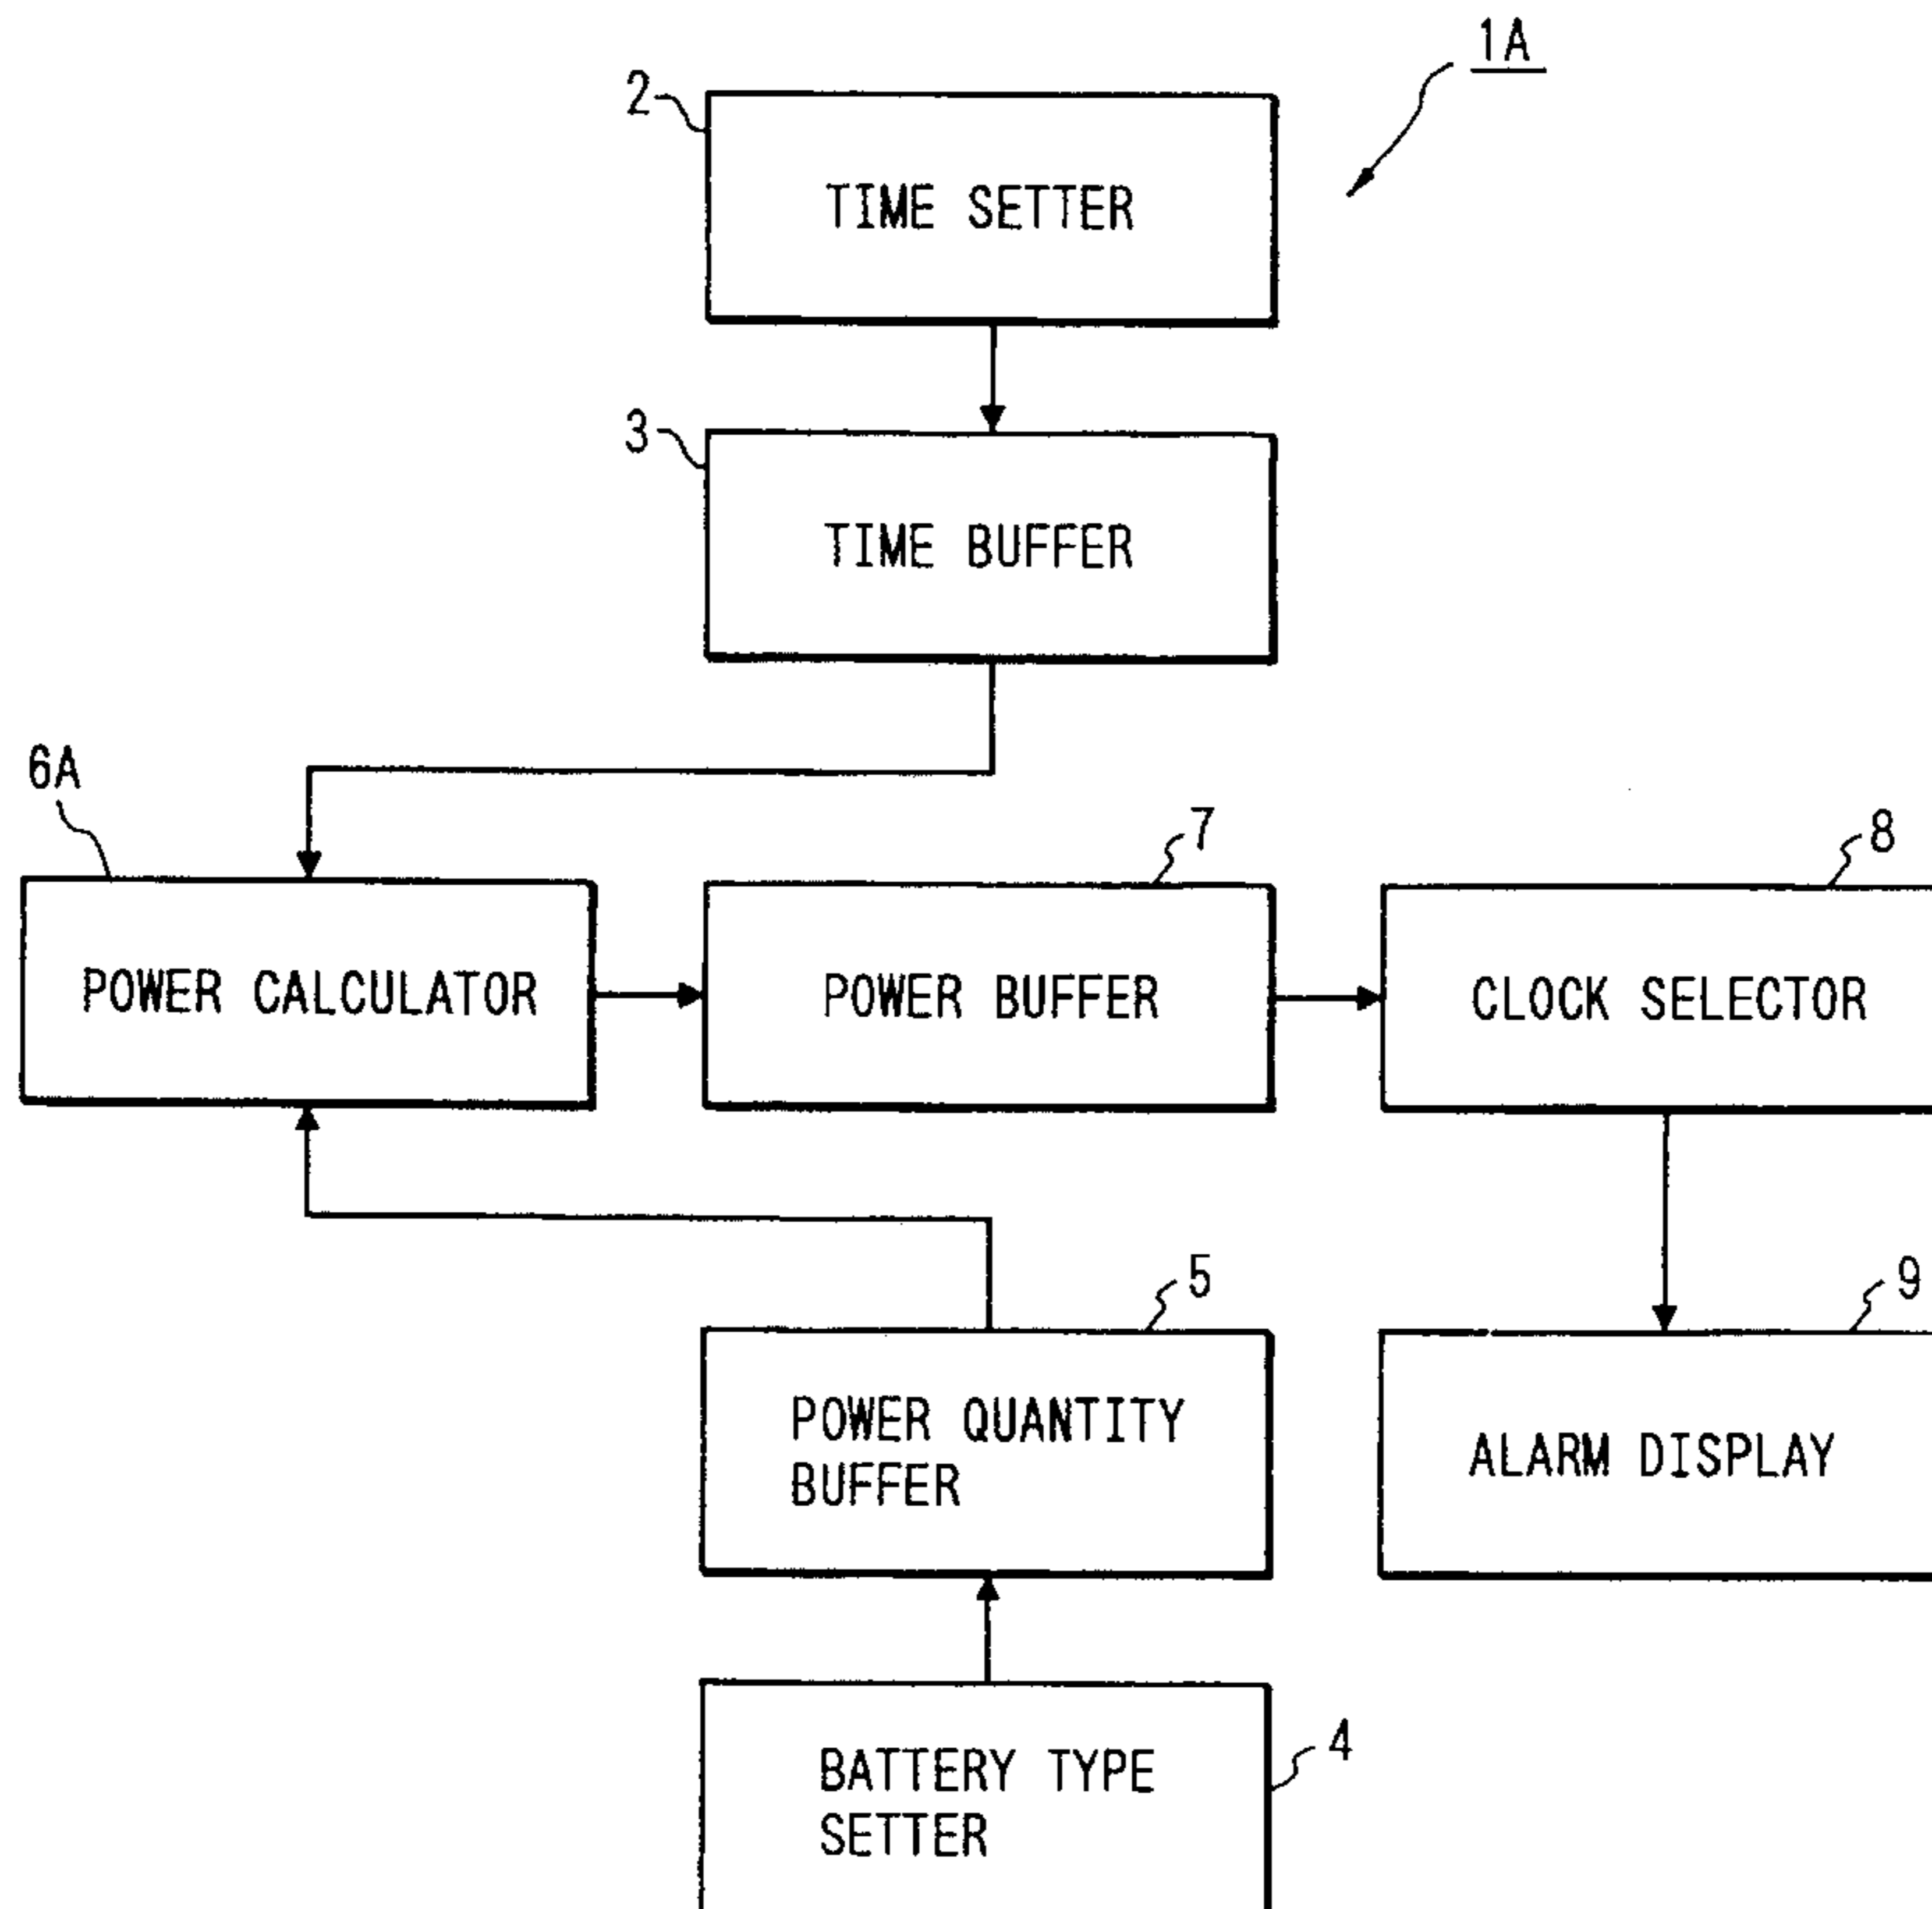 1A
2
TIME SETTER
3
TIME BUFFER
6A
7
8
POWER CALCULATOR
POWER BUFFER
CLOCK SELECTOR
5
9
POWER QUANTITY
BUFFER
ALARM DISPLAY
4
BATTERY TYPE
SETTER